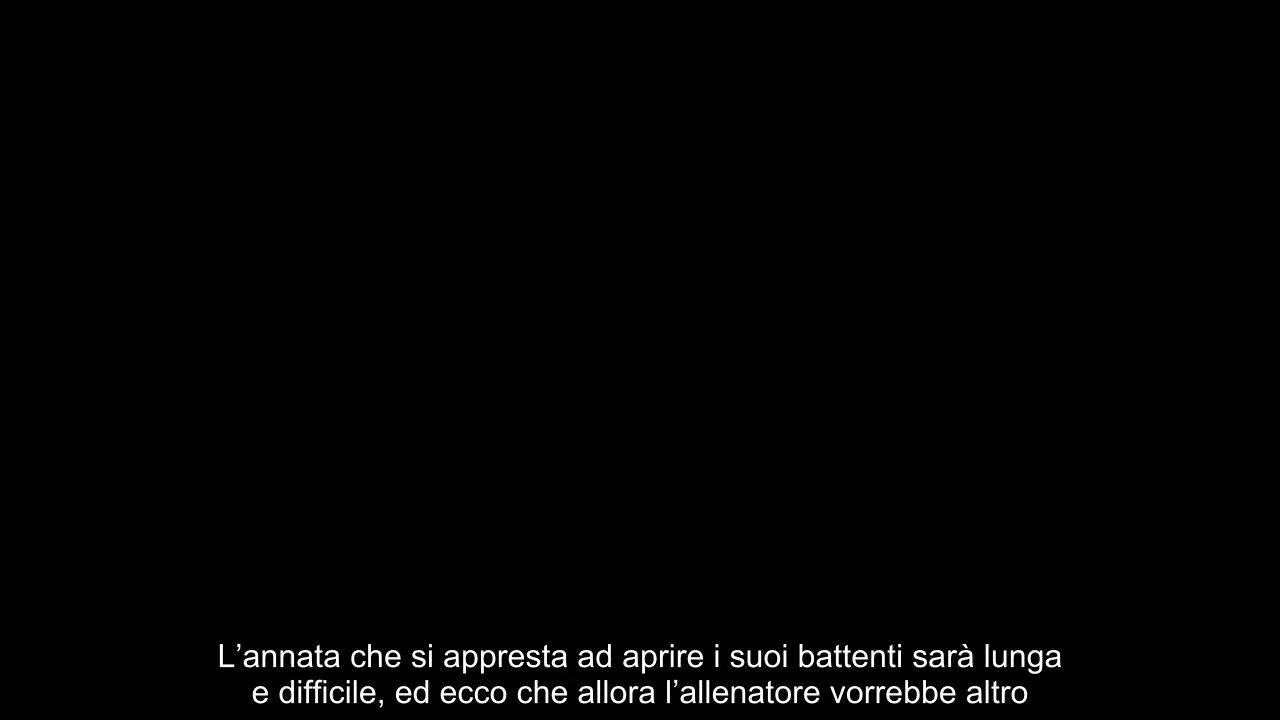 L’annata che si appresta ad aprire i suoi battenti sarà lunga
e difficile, ed ecco che allora l’allenatore vorrebbe altro